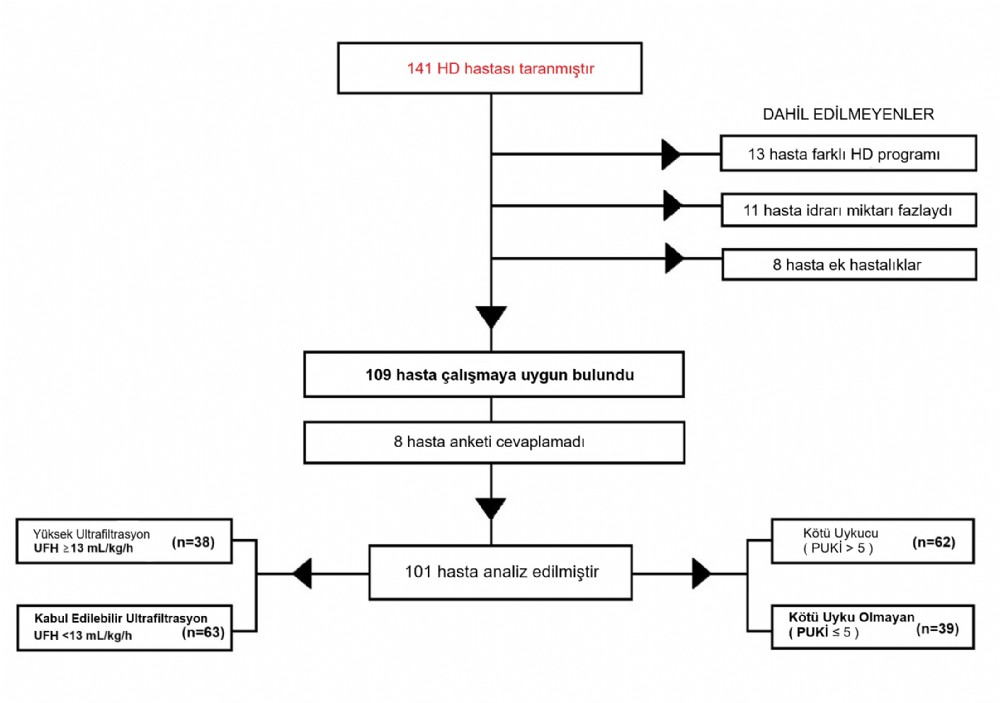 141 HD hastası taranmıştır
DAHİL EDİLMEYENLER
13 hasta farklı HD programı
11 hasta idrarı miktarı fazlaydı
8 hasta ek hastalıklar
109 hasta çalışmaya uygun bulundu
8 hasta anketi cevaplamadı
101 hasta analiz edilmiştir
Yüksek Ultrafiltrasyon
UFH ≥13 mL/kg/h (n=38)
Kabul Edilebilir Ultrafiltrasyon
UFH <13 mL/kg/h (n=63)
Kötü Uykucu
( PUKİ > 5 ) (n=62)
Kötü Uyku Olmayan
( PUKİ ≤ 5 ) (n=39)